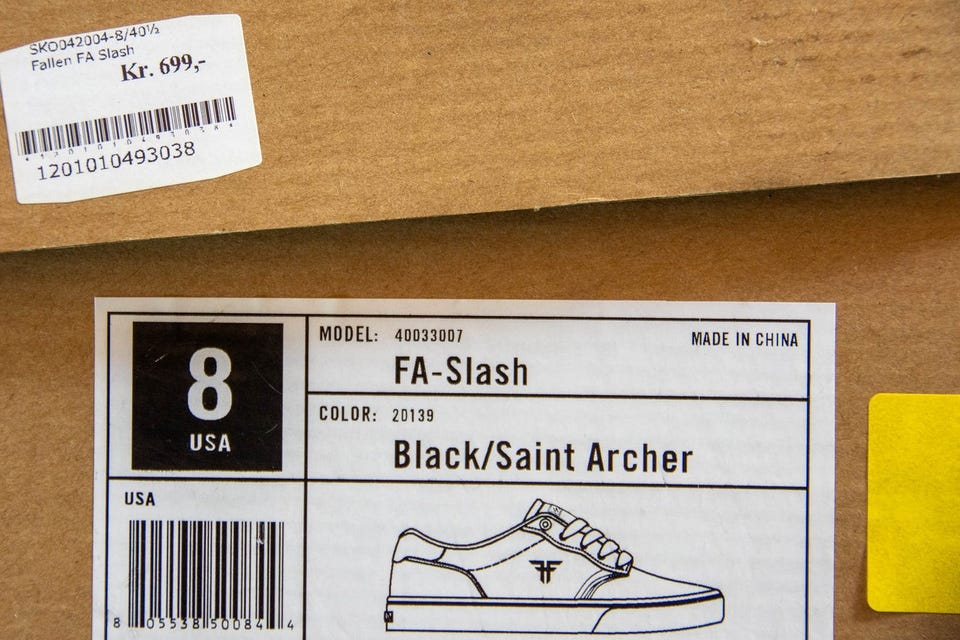 SKO042004-8/40½
Fallen FA Slash
Kr. 699,-
1201010493038
8
USA
MODEL: 40033007
FA-Slash
MADE IN CHINA
COLOR: 20139
Black/Saint Archer
USA
8 05538 50084 4